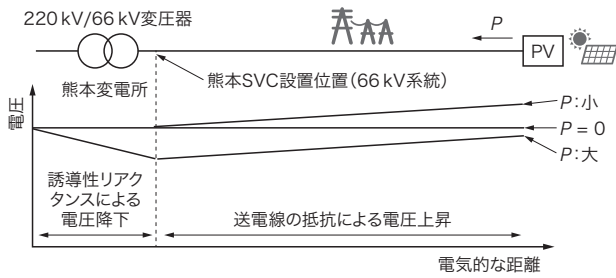 220 kV/66 kV変圧器
P
PV
熊本変電所
熊本SVC設置位置（66 kV系統）
電圧
P：小
P = 0
P：大
誘導性リアク
タンスによる
電圧降下
送電線の抵抗による電圧上昇
電気的な距離